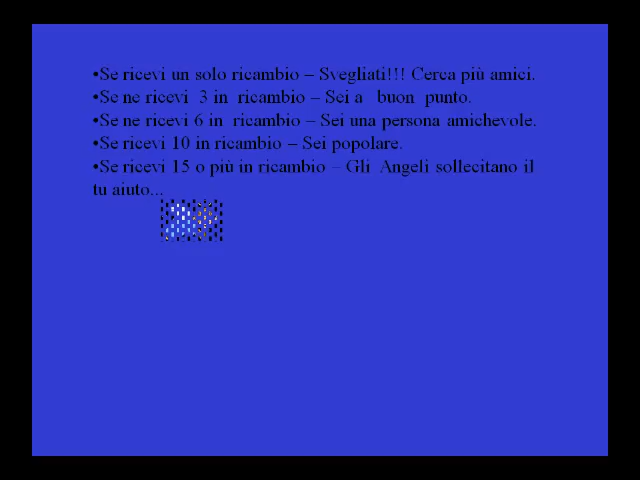 •Se ricevi un solo ricambio – Svegliati!!! Cerca più amici.
•Se ne ricevi 3 in ricambio – Sei a buon punto.
•Se ne ricevi 6 in ricambio – Sei una persona amichevole.
•Se ricevi 10 in ricambio – Sei popolare.
•Se ricevi 15 o più in ricambio – Gli Angeli sollecitano il
tu aiuto...